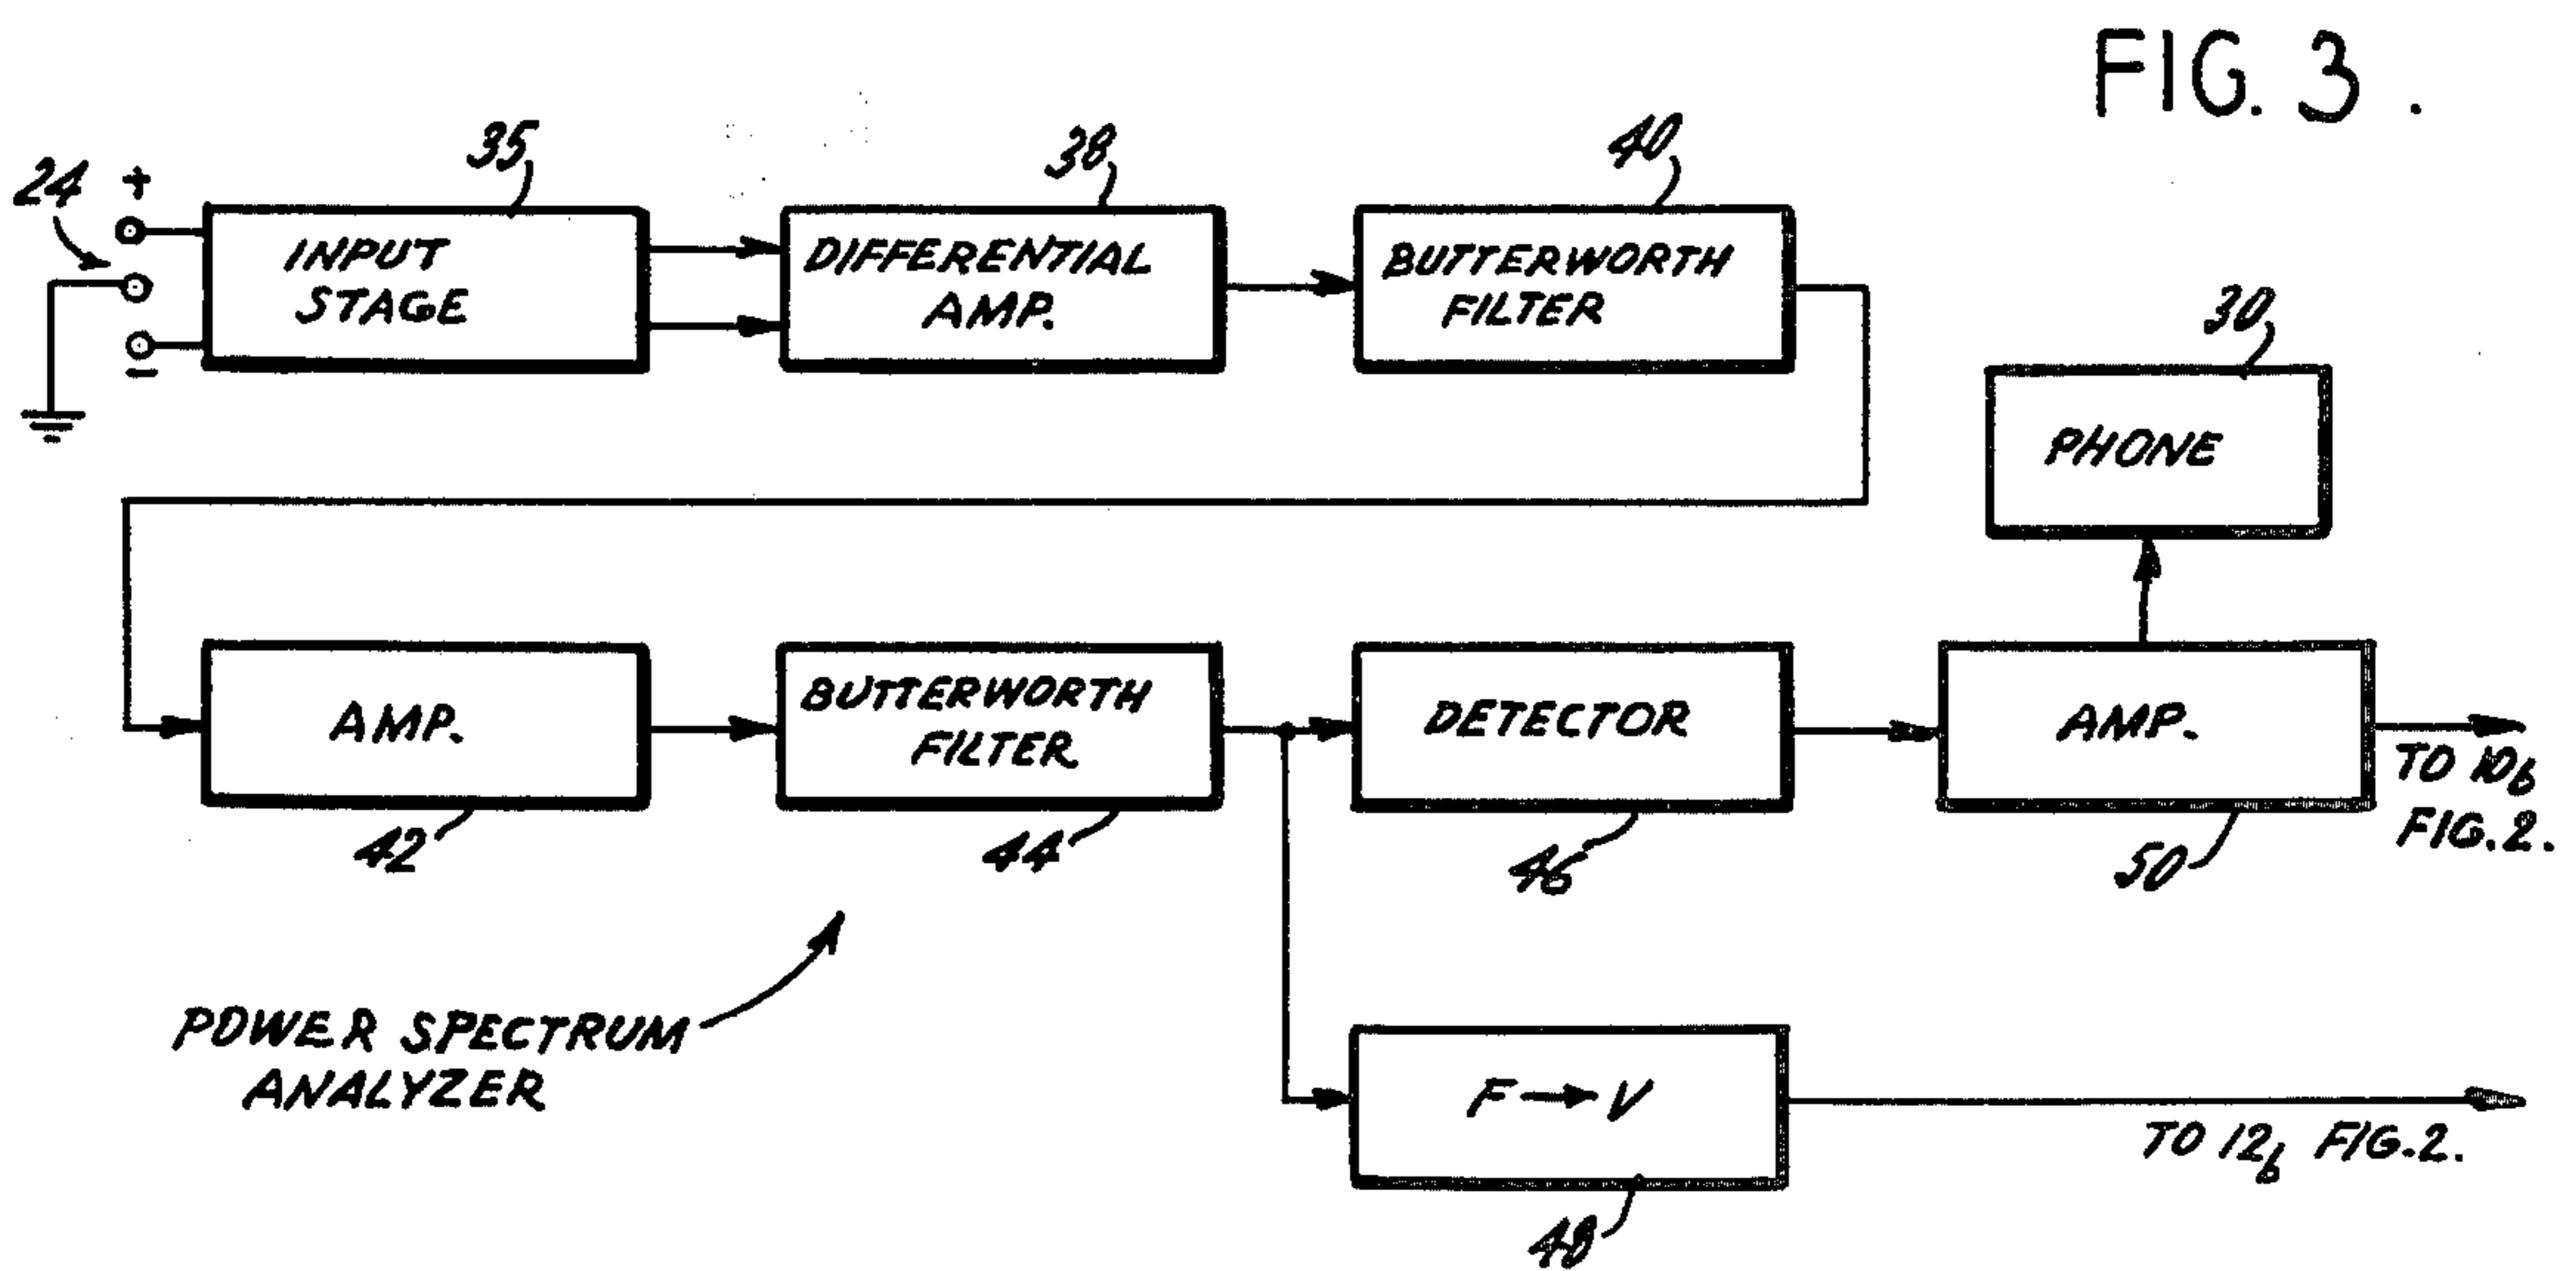 FIG. 3.
35
38
40
24
+
INPUT
STAGE
DIFFERENTIAL
AMP.
BUTTERWORTH
FILTER
-
30
PHONE
AMP.
BUTTERWORTH
FILTER
DETECTOR
AMP.
TO 10b
FIG.2.
42
44
46
50
POWER SPECTRUM
ANALYZER
F → V
TO 12b FIG.2.
48